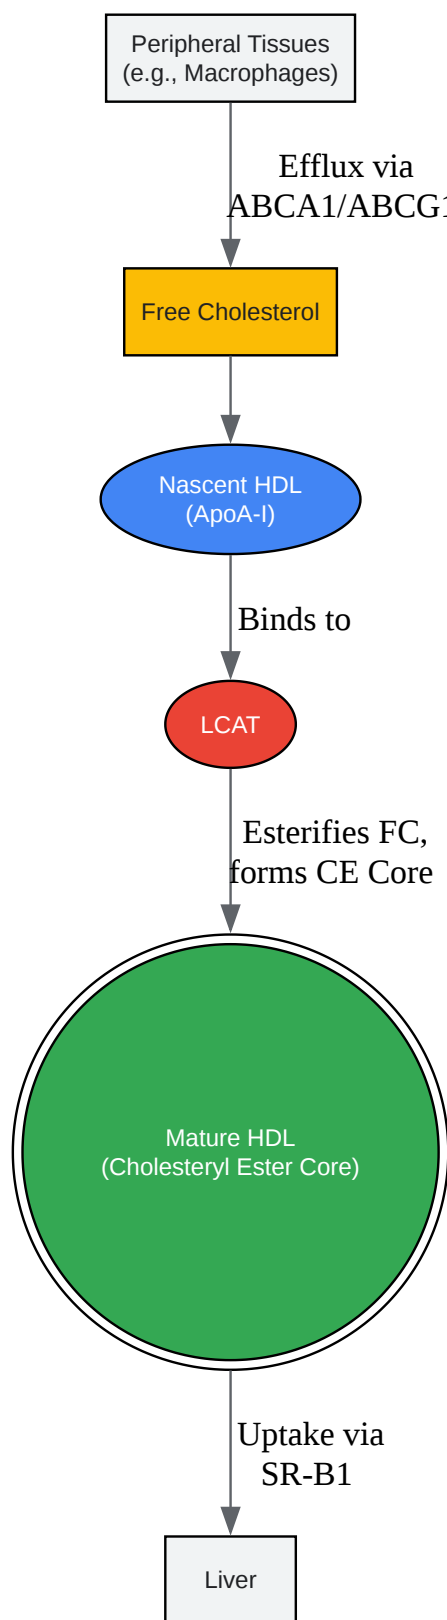 Peripheral Tissues
(e.g., Macrophages)
Efflux via
ABCA1/ABCG1
Free Cholesterol
Nascent HDL
(ApoA-I)
Binds to
LCAT
Esterifies FC,
forms CE Core
Mature HDL
(Cholesteryl Ester Core)
Uptake via
SR-B1
Liver